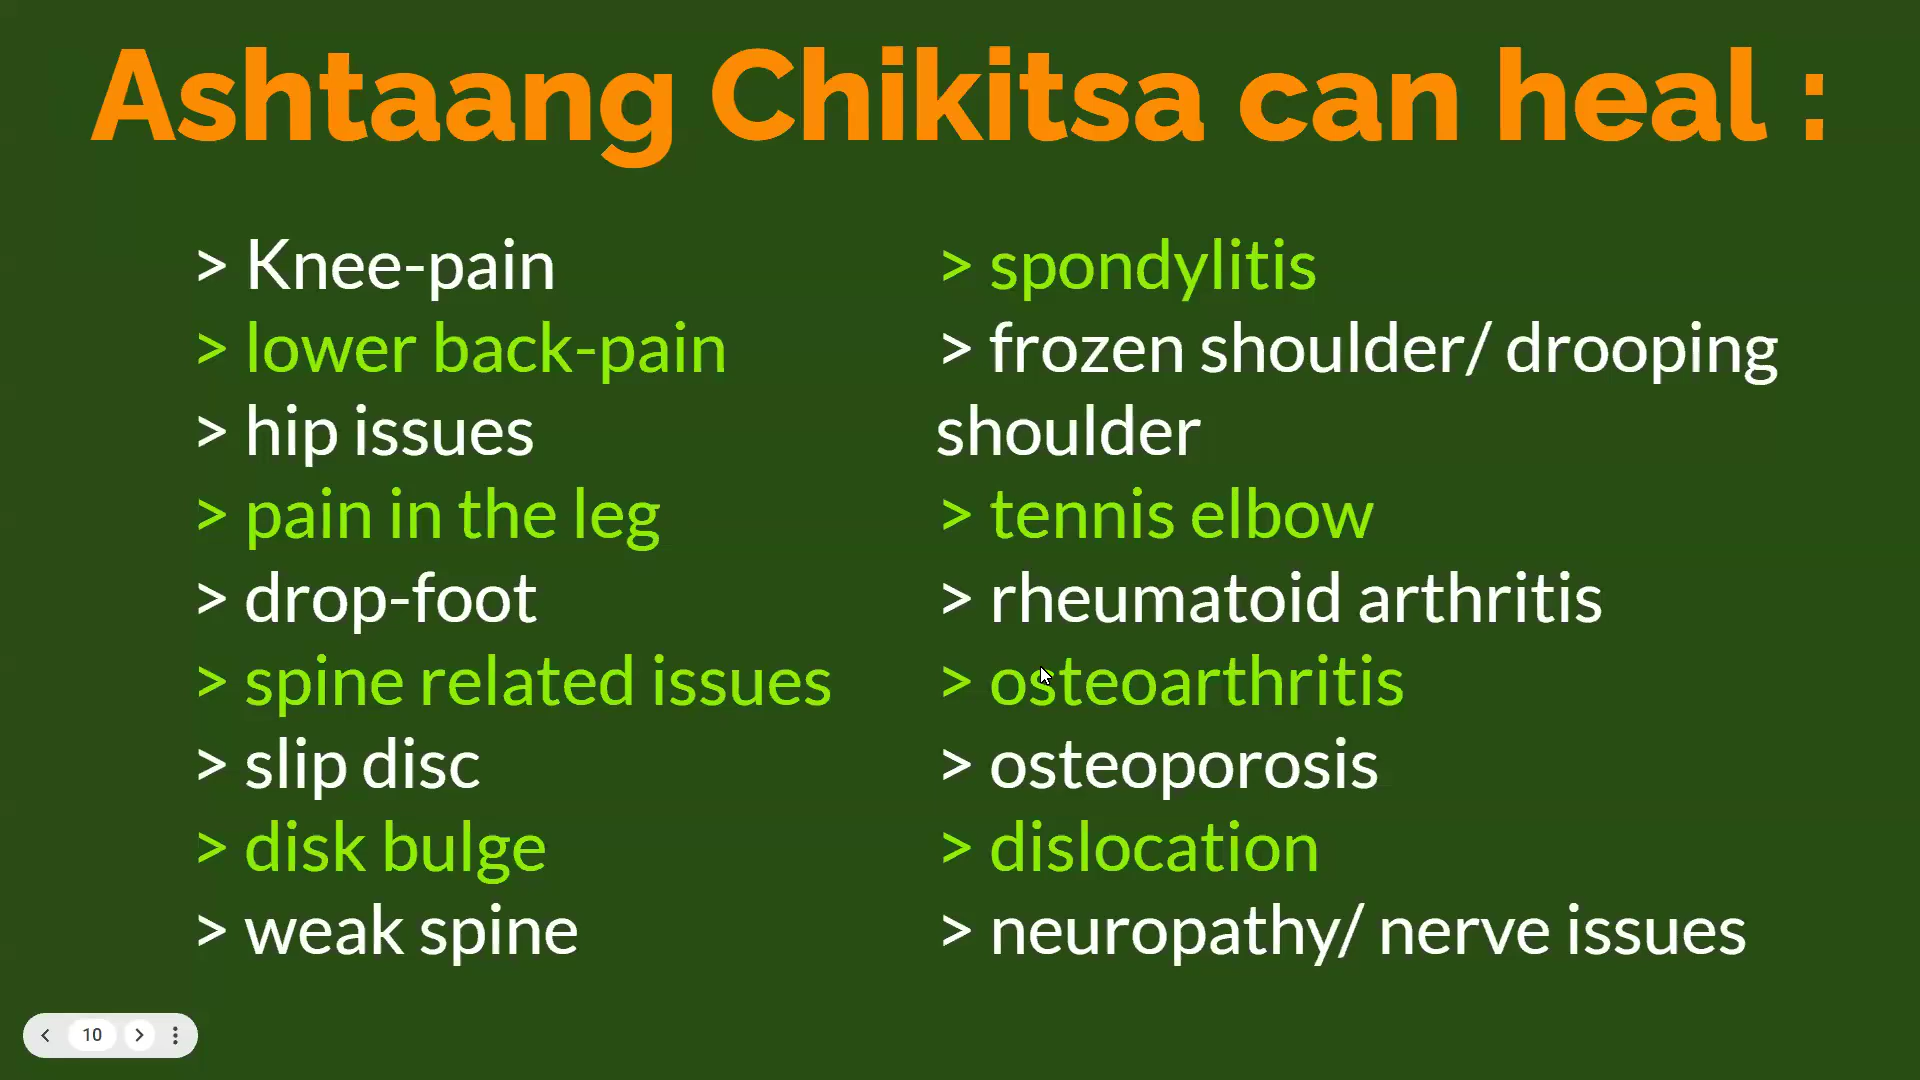 Ashtaang Chikitsa can heal :
> Knee-pain
> lower back-pain
> hip issues
> pain in the leg
> drop-foot
> spine related issues
> slip disc
> disk bulge
> weak spine
> spondylitis
> frozen shoulder/ drooping
shoulder
> tennis elbow
> rheumatoid arthritis
> osteoarthritis
> osteoporosis
> dislocation
> neuropathy/ nerve issues
10